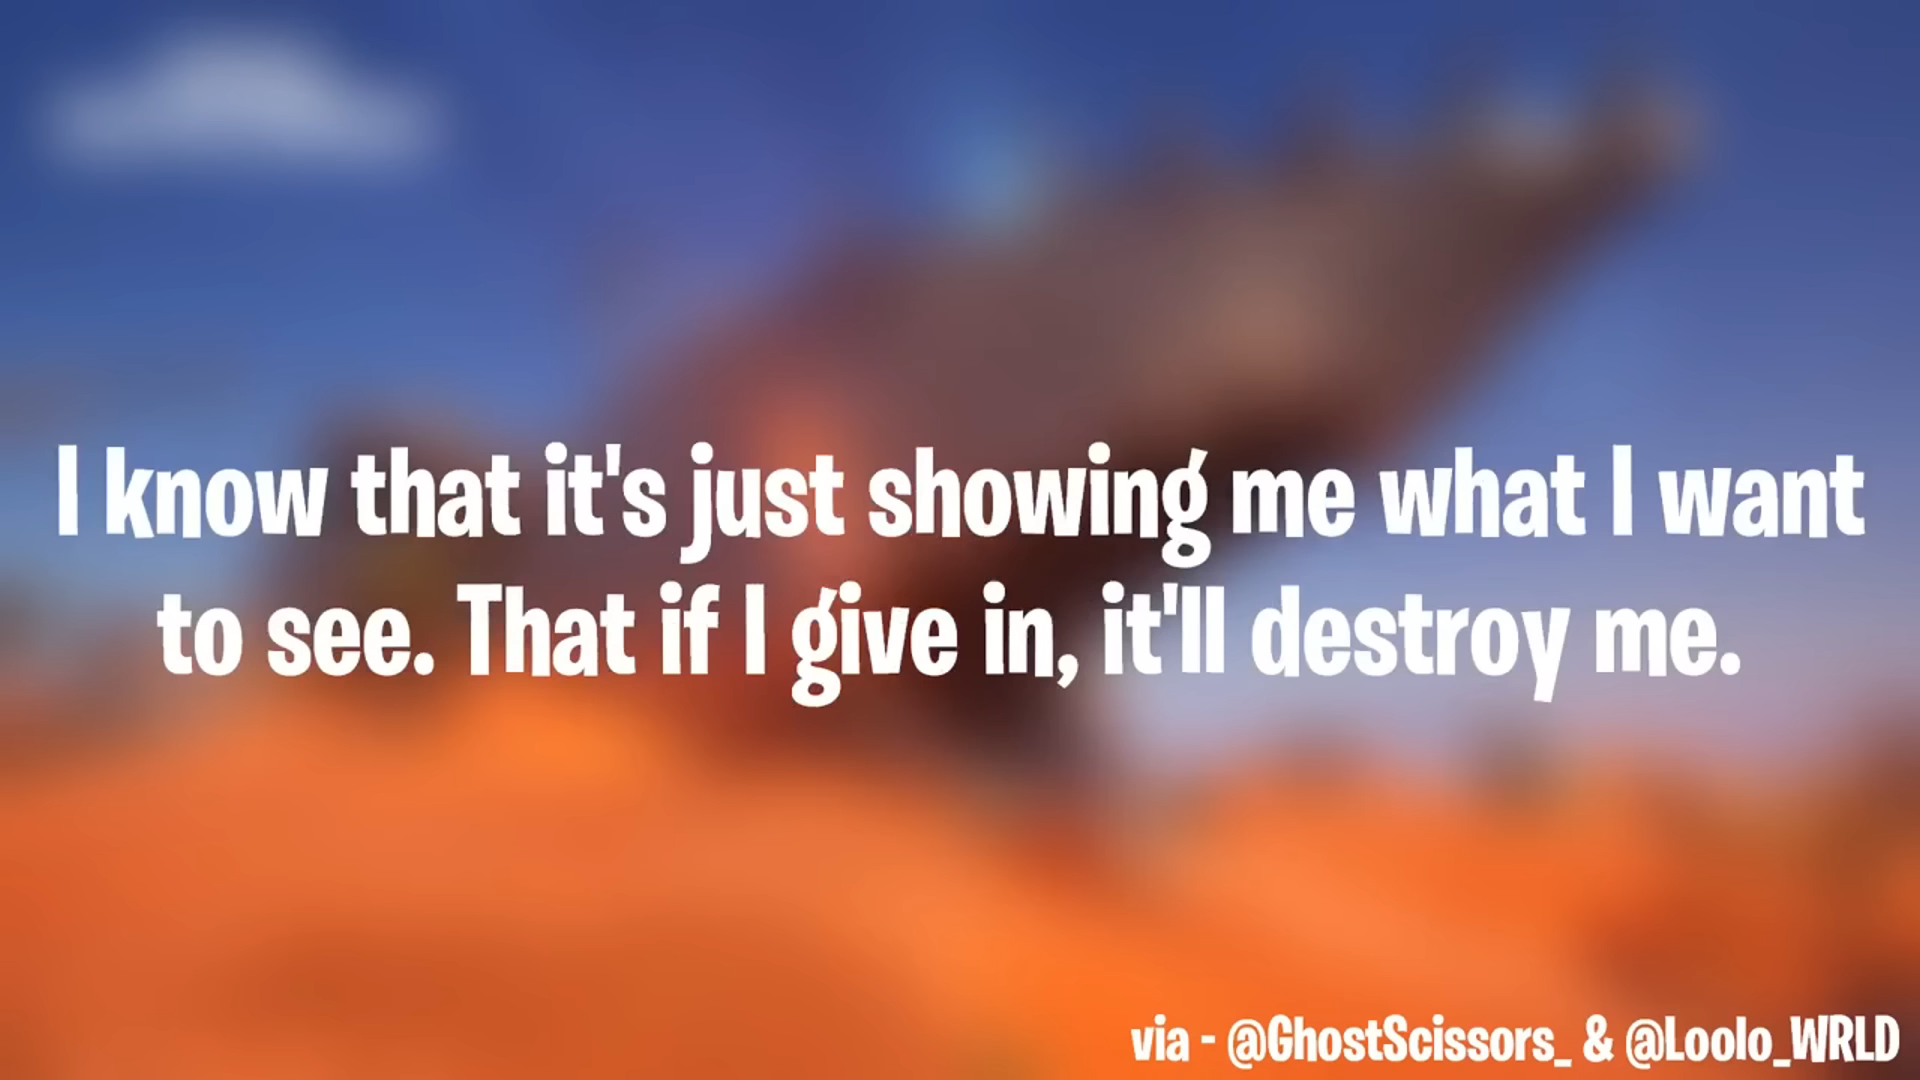 I know that it's just showing me what I want
to see. That if I give in, it'll destroy me.
via - @GhostScissors_ & @Loolo_WRLD